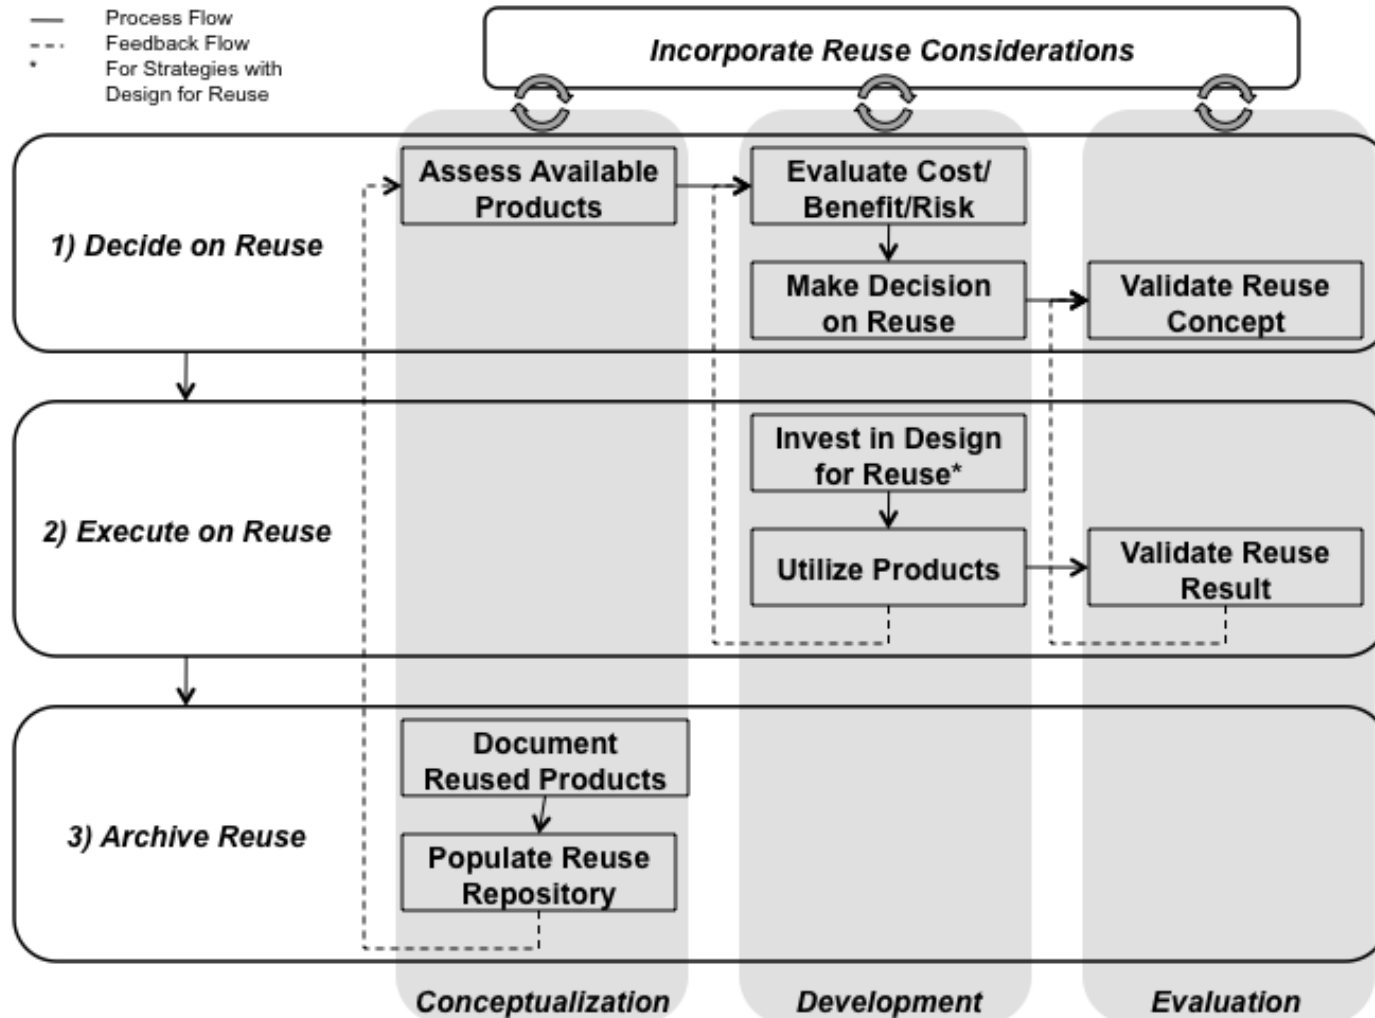 Process Flow
Feedback Flow
* For Strategies with
Design for Reuse
Incorporate Reuse Considerations
1) Decide on Reuse
Assess Available
Products
Evaluate Cost/
Benefit/Risk
Make Decision
on Reuse
Validate Reuse
Concept
2) Execute on Reuse
Invest in Design
for Reuse*
Utilize Products
Validate Reuse
Result
3) Archive Reuse
Document
Reused Products
Populate Reuse
Repository
Conceptualization
Development
Evaluation